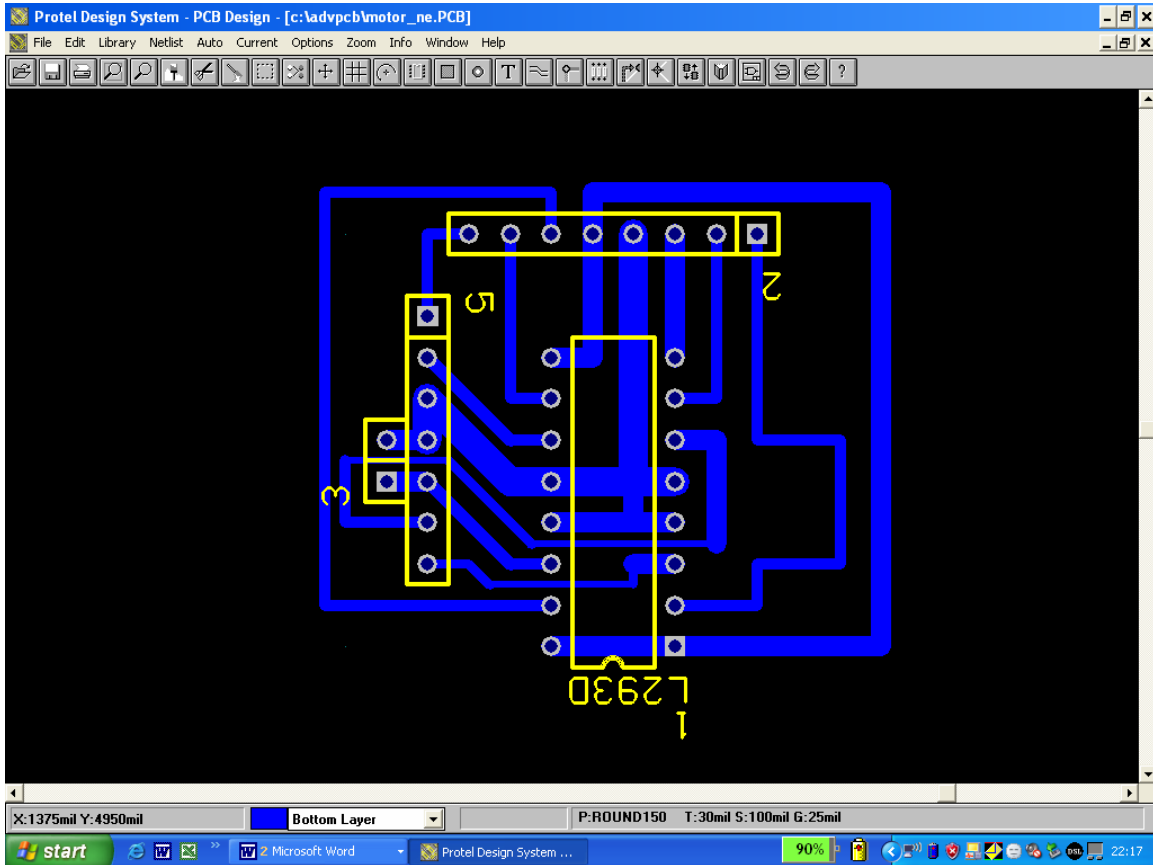 Protel Design System - PCB Design - [c:\advpcb\motor_ne.PCB]
File Edit Library Netlist Auto Current Options Zoom Info Window Help
T ?
2
5
3
L293D
1
X:1375mil Y:4950mil Bottom Layer P:ROUND150 T:30mil S:100mil G:25mil
start W X » W 2 Microsoft Word Protel Design System ... 90% DSL 22:17